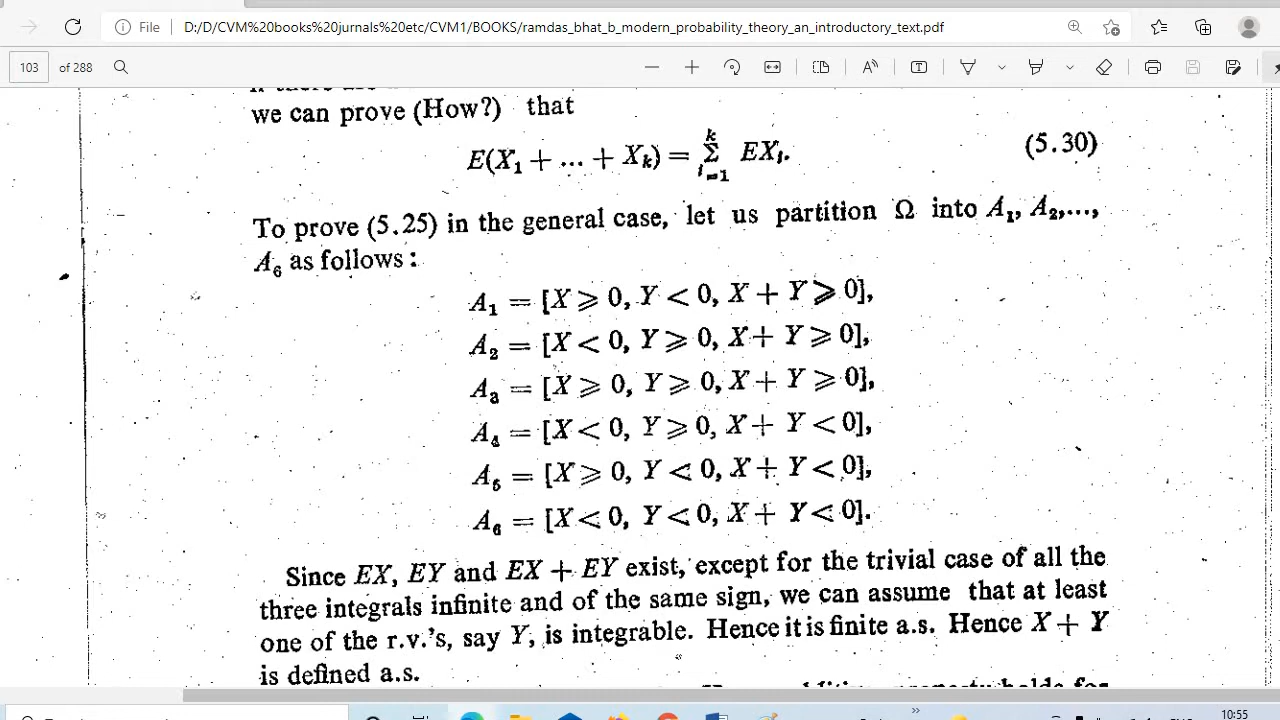 File D:/D/CVM%20books%20jurnals%20etc/CVM1/BOOKS/ramdas_bhat_b_modern_probability_theory_an_introductory_text.pdf
103 of 288
we can prove (How?) that
E(X₁ + ... + Xₖ) = Σ EXᵢ. (5.30)
To prove (5.25) in the general case, let us partition Ω into A₁, A₂,...,
A₆ as follows :
A₁ = [X ⩾ 0, Y < 0, X + Y ⩾ 0],
A₂ = [X < 0, Y ⩾ 0, X + Y ⩾ 0],
A₃ = [X ⩾ 0, Y ⩾ 0, X + Y ⩾ 0],
A₄ = [X < 0, Y ⩾ 0, X + Y < 0],
A₅ = [X ⩾ 0, Y < 0, X + Y < 0],
A₆ = [X < 0, Y < 0, X + Y < 0].
Since EX, EY and EX + EY exist, except for the trivial case of all the
three integrals infinite and of the same sign, we can assume that at least
one of the r.v.'s, say Y, is integrable. Hence it is finite a.s. Hence X + Y
is defined a.s.
10:55